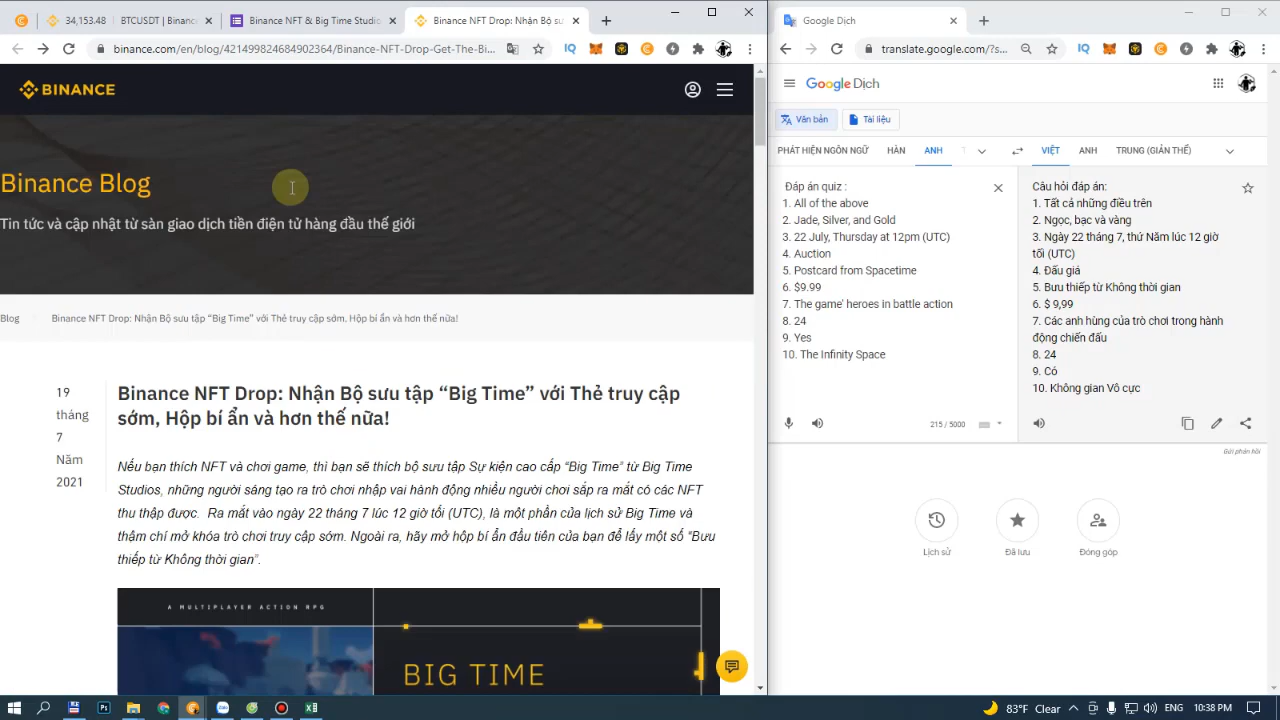 34,153.48
BTCUSDT | Binanc
Binance NFT & Big Time Studio
Binance NFT Drop: Nhận Bộ sư
binance.com/en/blog/421499824684902364/Binance-NFT-Drop-Get-The-Bi...
BINANCE
Binance Blog
Tin tức và cập nhật từ sàn giao dịch tiền điện tử hàng đầu thế giới
Blog
Binance NFT Drop: Nhận Bộ sưu tập “Big Time” với Thẻ truy cập sớm, Hộp bí ẩn và hơn thế nữa!
19
tháng
7
Năm
2021
Binance NFT Drop: Nhận Bộ sưu tập “Big Time” với Thẻ truy cập
sớm, Hộp bí ẩn và hơn thế nữa!
Nếu bạn thích NFT và chơi game, thì bạn sẽ thích bộ sưu tập Sự kiện cao cấp “Big Time” từ Big Time
Studios, những người sáng tạo ra trò chơi nhập vai hành động nhiều người chơi sắp ra mắt có các NFT
thu thập được. Ra mắt vào ngày 22 tháng 7 lúc 12 giờ tối (UTC), là một phần của lịch sử Big Time và
thậm chí mở khóa trò chơi truy cập sớm. Ngoài ra, hãy mở hộp bí ẩn đầu tiên của bạn để lấy một số “Bưu
thiếp từ Không thời gian”.
A MULTIPLAYER ACTION RPG
BIG TIME
Google Dịch
translate.google.com/?s...
Google Dịch
Văn bản
Tài liệu
PHÁT HIỆN NGÔN NGỮ
HÀN
ANH
VIỆT
ANH
TRUNG (GIẢN THỂ)
Đáp án quiz :
1. All of the above
2. Jade, Silver, and Gold
3. 22 July, Thursday at 12pm (UTC)
4. Auction
5. Postcard from Spacetime
6. $9.99
7. The game' heroes in battle action
8. 24
9. Yes
10. The Infinity Space
215 / 5000
Câu hỏi đáp án:
1. Tất cả những điều trên
2. Ngọc, bạc và vàng
3. Ngày 22 tháng 7, thứ Năm lúc 12 giờ
tối (UTC)
4. Đấu giá
5. Bưu thiếp từ Không thời gian
6. $ 9,99
7. Các anh hùng của trò chơi trong hành
động chiến đấu
8. 24
9. Có
10. Không gian Vô cực
Gửi phản hồi
Lịch sử
Đã lưu
Đóng góp
83°F Clear
ENG
10:38 PM